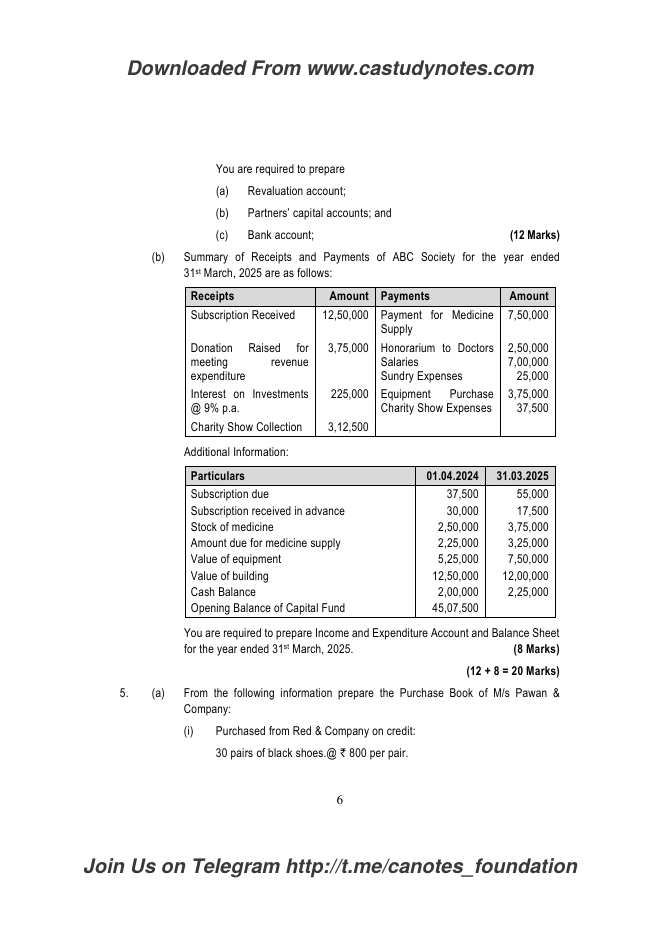 Downloaded From www.castudynotes.com
You are required to prepare
(a) Revaluation account;
(b) Partners' capital accounts; and
(c) Bank account; (12 Marks)
(b) Summary of Receipts and Payments of ABC Society for the year ended
31st March, 2025 are as follows:
Receipts Amount Payments Amount
Subscription Received 12,50,000 Payment for Medicine 7,50,000
Supply
Donation Raised for 3,75,000 Honorarium to Doctors 2,50,000
meeting revenue Salaries 7,00,000
expenditure Sundry Expenses 25,000
Interest on Investments 225,000 Equipment Purchase 3,75,000
@ 9% p.a. Charity Show Expenses 37,500
Charity Show Collection 3,12,500
Additional Information:
Particulars 01.04.2024 31.03.2025
Subscription due 37,500 55,000
Subscription received in advance 30,000 17,500
Stock of medicine 2,50,000 3,75,000
Amount due for medicine supply 2,25,000 3,25,000
Value of equipment 5,25,000 7,50,000
Value of building 12,50,000 12,00,000
Cash Balance 2,00,000 2,25,000
Opening Balance of Capital Fund 45,07,500
You are required to prepare Income and Expenditure Account and Balance Sheet
for the year ended 31st March, 2025. (8 Marks)
(12 + 8 = 20 Marks)
5. (a) From the following information prepare the Purchase Book of M/s Pawan &
Company:
(i) Purchased from Red & Company on credit:
30 pairs of black shoes.@ ₹ 800 per pair.
6
Join Us on Telegram http://t.me/canotes_foundation